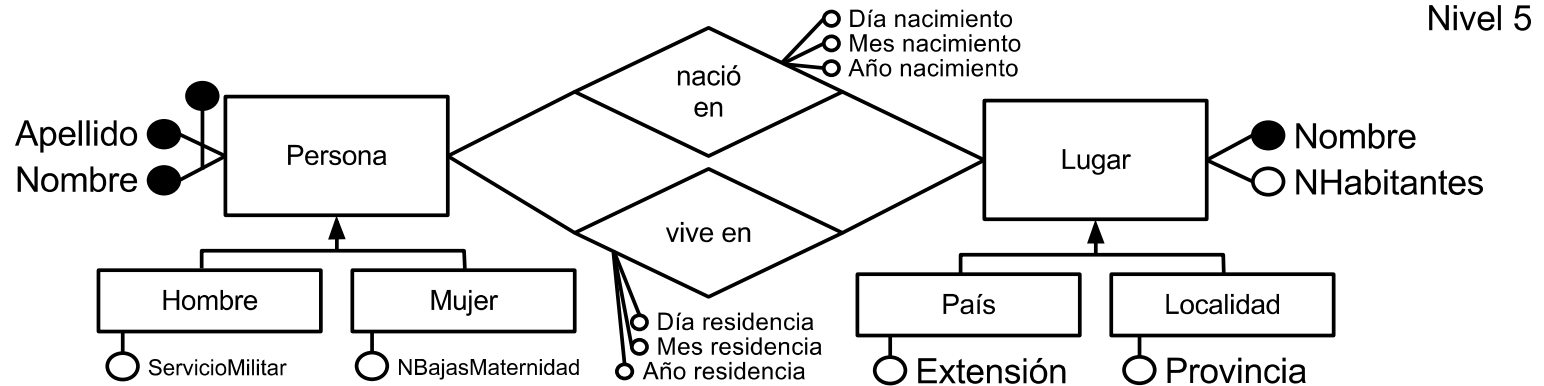 Nivel 5
Día nacimiento
Mes nacimiento
Año nacimiento
nació
en
Apellido
Nombre
Persona
Lugar
Nombre
NHabitantes
vive en
Hombre
Mujer
País
Localidad
Día residencia
Mes residencia
Año residencia
ServicioMilitar
NBajasMaternidad
Extensión
Provincia